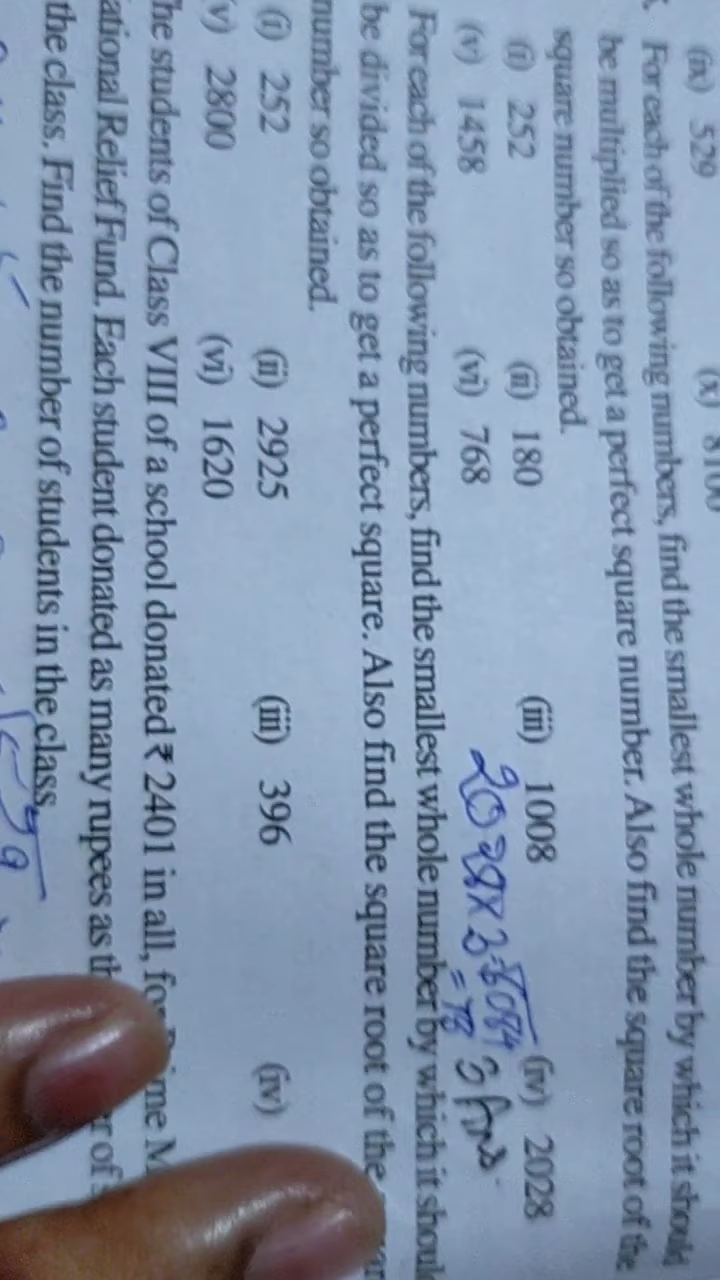 (ix) 529 (x) 8100
For each of the following numbers, find the smallest whole number by which it should
be multiplied so as to get a perfect square number. Also find the square root of the
square number so obtained.
(i) 252 (ii) 180 (iii) 1008 (iv) 2028
(v) 1458 (vi) 768
2028×3
= 78
3 Ans.
For each of the following numbers, find the smallest whole number by which it should
be divided so as to get a perfect square. Also find the square root of the
number so obtained.
(i) 252 (ii) 2925 (iii) 396 (iv)
(v) 2800 (vi) 1620
The students of Class VIII of a school donated ₹ 2401 in all, for
ational Relief Fund. Each student donated as many rupees as
the class. Find the number of students in the class.